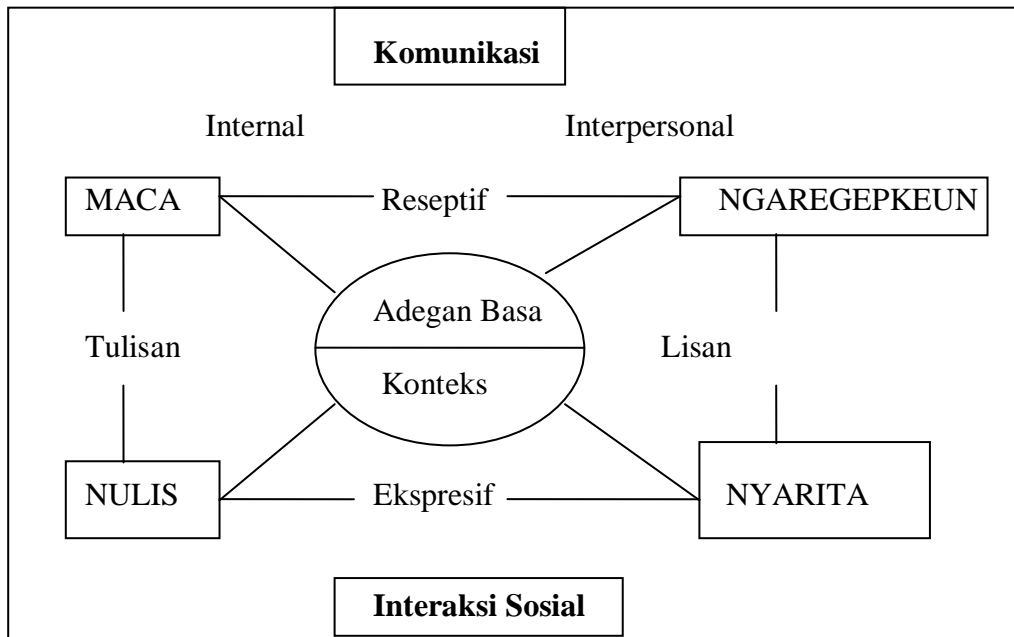 Komunikasi
Internal Interpersonal
MACA Reseptif NGAREGEPKEUN
Adegan Basa
Tulisan Lisan
Konteks
NULIS Ekspresif NYARITA
Interaksi Sosial